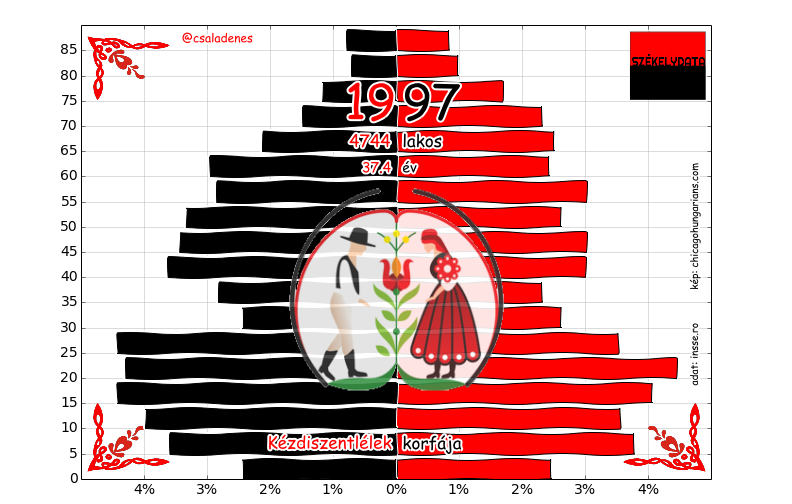 @csaladenes
SZÉKELYDATA
1997
4744 lakos
37.4 év
kép: chicagohungarians.com
adat: insse.ro
Kézdiszentlélek korfája
85
80
75
70
65
60
55
50
45
40
35
30
25
20
15
10
5
0
4% 3% 2% 1% 0% 1% 2% 3% 4%